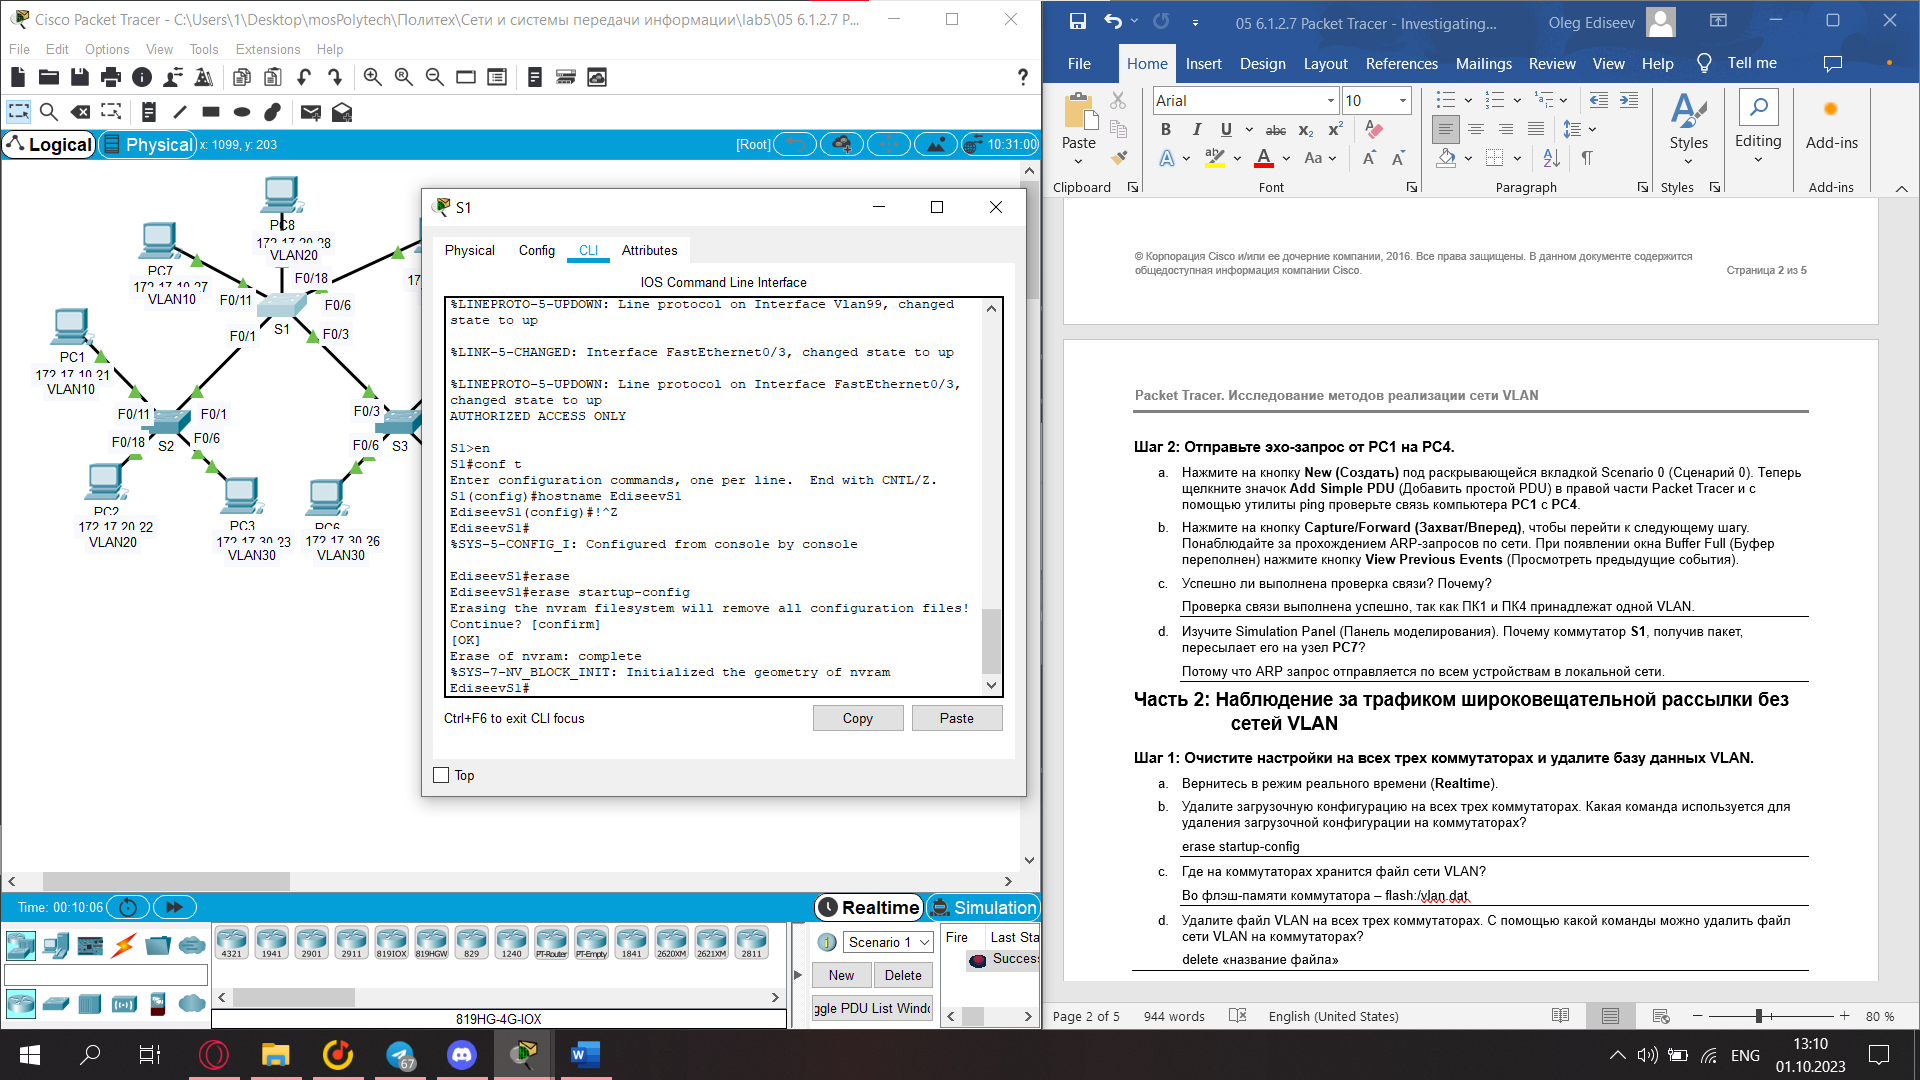 Cisco Packet Tracer - C:\Users\1\Desktop\mosPolytech\Политех\Сети и системы передачи информации\lab5\05 6.1.2.7 P...
File Edit Options View Tools Extensions Help
?
Logical
Physical
x: 1099, y: 203
[Root]
10:31:00
PC8
172.17.20.28
VLAN20
PC7
172.17.10.27
VLAN10
F0/11
F0/18
F0/6
S1
F0/1
F0/3
PC1
172.17.10.21
VLAN10
F0/11
F0/1
S2
F0/18
F0/6
F0/3
S3
F0/6
PC2
172.17.20.22
VLAN20
PC3
172.17.30.23
VLAN30
PC6
172.17.30.26
VLAN30
S1
Physical Config CLI Attributes
IOS Command Line Interface
%LINEPROTO-5-UPDOWN: Line protocol on Interface Vlan99, changed
state to up
%LINK-5-CHANGED: Interface FastEthernet0/3, changed state to up
%LINEPROTO-5-UPDOWN: Line protocol on Interface FastEthernet0/3,
changed state to up
AUTHORIZED ACCESS ONLY
S1>en
S1#conf t
Enter configuration commands, one per line.  End with CNTL/Z.
S1(config)#hostname EdiseevS1
EdiseevS1(config)#!^Z
EdiseevS1#
%SYS-5-CONFIG_I: Configured from console by console
EdiseevS1#erase
EdiseevS1#erase startup-config
Erasing the nvram filesystem will remove all configuration files!
Continue? [confirm]
[OK]
Erase of nvram: complete
%SYS-7-NV_BLOCK_INIT: Initialized the geometry of nvram
EdiseevS1#
Ctrl+F6 to exit CLI focus
Copy
Paste
Top
Time: 00:10:06
Realtime
Simulation
4321 1941 2901 2911 819IOX 819HGW 829 1240 PT-Router PT-Empty 1841 2620XM 2621XM 2811
819HG-4G-IOX
Scenario 1
New
Delete
ggle PDU List Windo
Fire Last Sta
Succes
05 6.1.2.7 Packet Tracer - Investigating...
Oleg Ediseev
File Home Insert Design Layout References Mailings Review View Help Tell me
Paste
Arial
10
B I U abc x₂ x²
A ab A Aa A A
Styles
Editing
Add-ins
Clipboard
Font
Paragraph
Styles
Add-ins
© Корпорация Cisco и/или ее дочерние компании, 2016. Все права защищены. В данном документе содержится
общедоступная информация компании Cisco.
Страница 2 из 5
Packet Tracer. Исследование методов реализации сети VLAN
Шаг 2: Отправьте эхо-запрос от PC1 на PC4.
a. Нажмите на кнопку New (Создать) под раскрывающейся вкладкой Scenario 0 (Сценарий 0). Теперь
щелкните значок Add Simple PDU (Добавить простой PDU) в правой части Packet Tracer и с
помощью утилиты ping проверьте связь компьютера PC1 с PC4.
b. Нажмите на кнопку Capture/Forward (Захват/Вперед), чтобы перейти к следующему шагу.
Понаблюдайте за прохождением ARP-запросов по сети. При появлении окна Buffer Full (Буфер
переполнен) нажмите кнопку View Previous Events (Просмотреть предыдущие события).
c. Успешно ли выполнена проверка связи? Почему?
Проверка связи выполнена успешно, так как ПК1 и ПК4 принадлежат одной VLAN.
d. Изучите Simulation Panel (Панель моделирования). Почему коммутатор S1, получив пакет,
пересылает его на узел PC7?
Потому что ARP запрос отправляется по всем устройствам в локальной сети.
Часть 2: Наблюдение за трафиком широковещательной рассылки без
сетей VLAN
Шаг 1: Очистите настройки на всех трех коммутаторах и удалите базу данных VLAN.
a. Вернитесь в режим реального времени (Realtime).
b. Удалите загрузочную конфигурацию на всех трех коммутаторах. Какая команда используется для
удаления загрузочной конфигурации на коммутаторах?
erase startup-config
c. Где на коммутаторах хранится файл сети VLAN?
Во флэш-памяти коммутатора – flash:/vlan.dat
d. Удалите файл VLAN на всех трех коммутаторах. С помощью какой команды можно удалить файл
сети VLAN на коммутаторах?
delete «название файла»
Page 2 of 5
944 words
English (United States)
80 %
67
ENG
13:10
01.10.2023